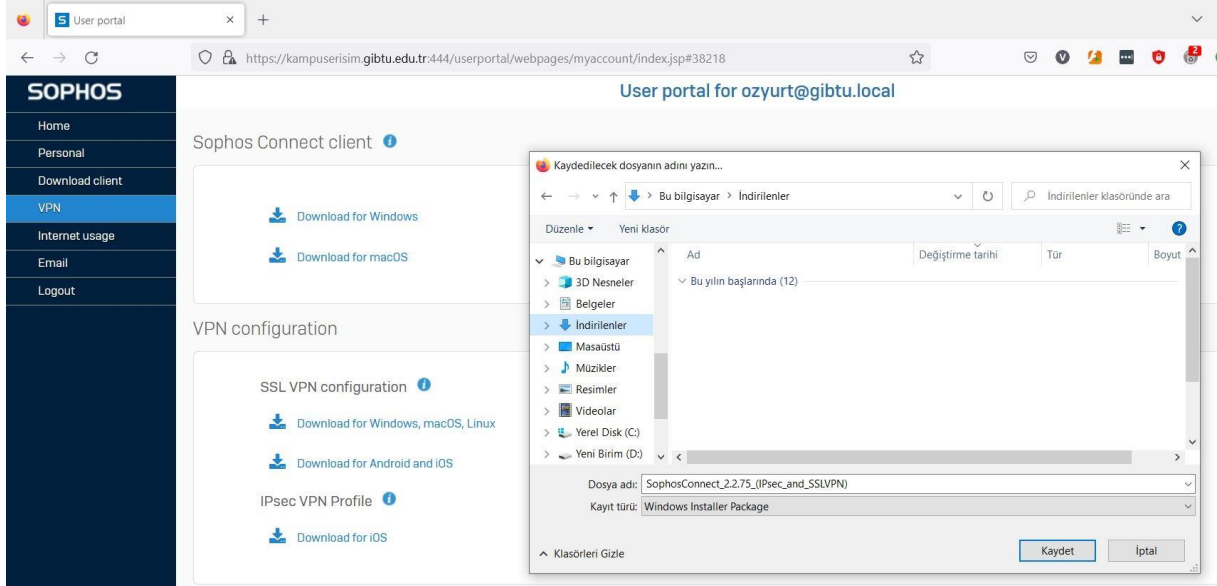 User portal
https://kampuserisim.gibtu.edu.tr:444/userportal/webpages/myaccount/index.jsp#38218
2
SOPHOS
User portal for ozyurt@gibtu.local
Home
Personal
Download client
VPN
Internet usage
Email
Logout
Sophos Connect client
Download for Windows
Download for macOS
VPN configuration
SSL VPN configuration
Download for Windows, macOS, Linux
Download for Android and iOS
IPsec VPN Profile
Download for iOS
Kaydedilecek dosyanın adını yazın...
Bu bilgisayar > İndirilenler
İndirilenler klasöründe ara
Düzenle
Yeni klasör
Bu bilgisayar
3D Nesneler
Belgeler
İndirilenler
Masaüstü
Müzikler
Resimler
Videolar
Yerel Disk (C:)
Yeni Birim (D:)
Ad Değiştirme tarihi Tür Boyut
Bu yılın başlarında (12)
Dosya adı: SophosConnect_2.2.75_(IPsec_and_SSLVPN)
Kayıt türü: Windows Installer Package
Klasörleri Gizle
Kaydet
İptal